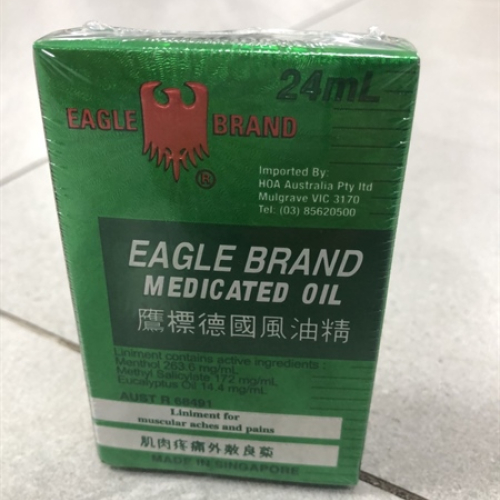 24mL
EAGLE BRAND
®
Imported By:
HOA Australia Pty ltd
Mulgrave VIC 3170
Tel: (03) 85620500
EAGLE BRAND
MEDICATED OIL
鷹標德國風油精
Liniment contains active ingredients :
Menthol 263.6 mg/mL
Methyl Salicylate 172 mg/mL
Eucalyptus Oil 14.4 mg/mL
AUST R 68491
Liniment for
muscular aches and pains
肌肉疼痛外敷良藥
MADE IN SINGAPORE